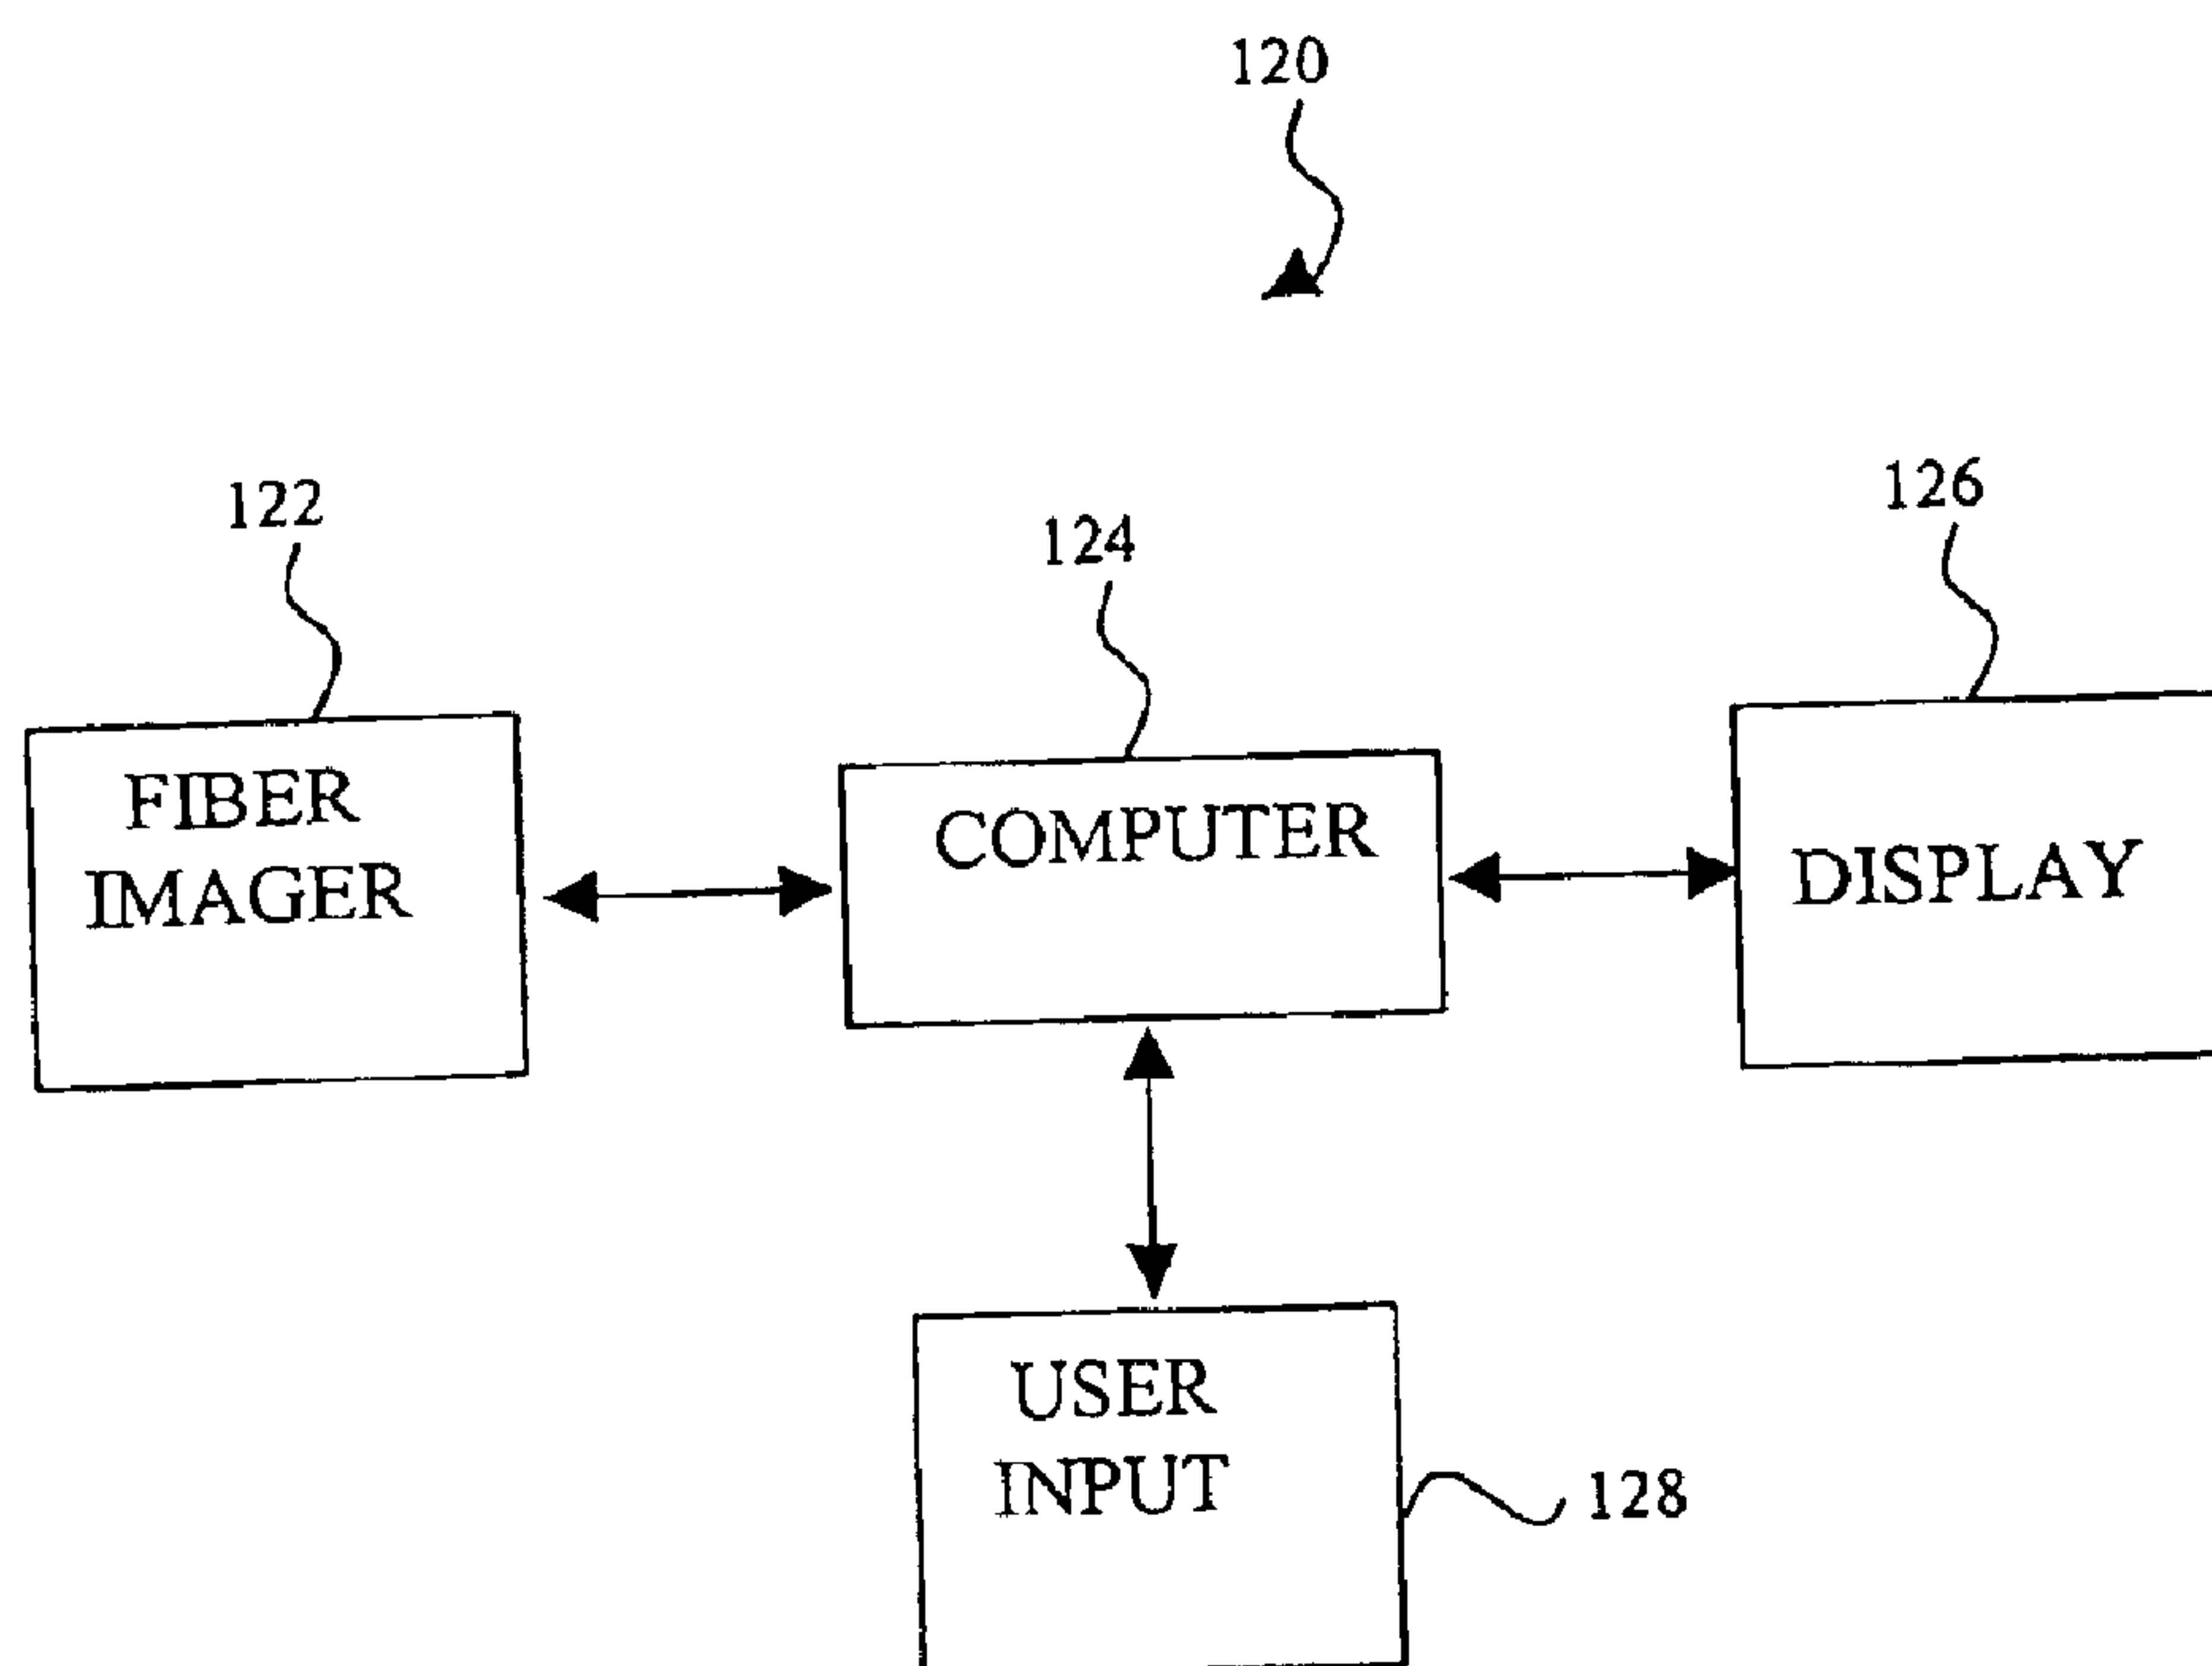 120
122
124
126
FIBER
IMAGER
COMPUTER
DISPLAY
USER
INPUT
128